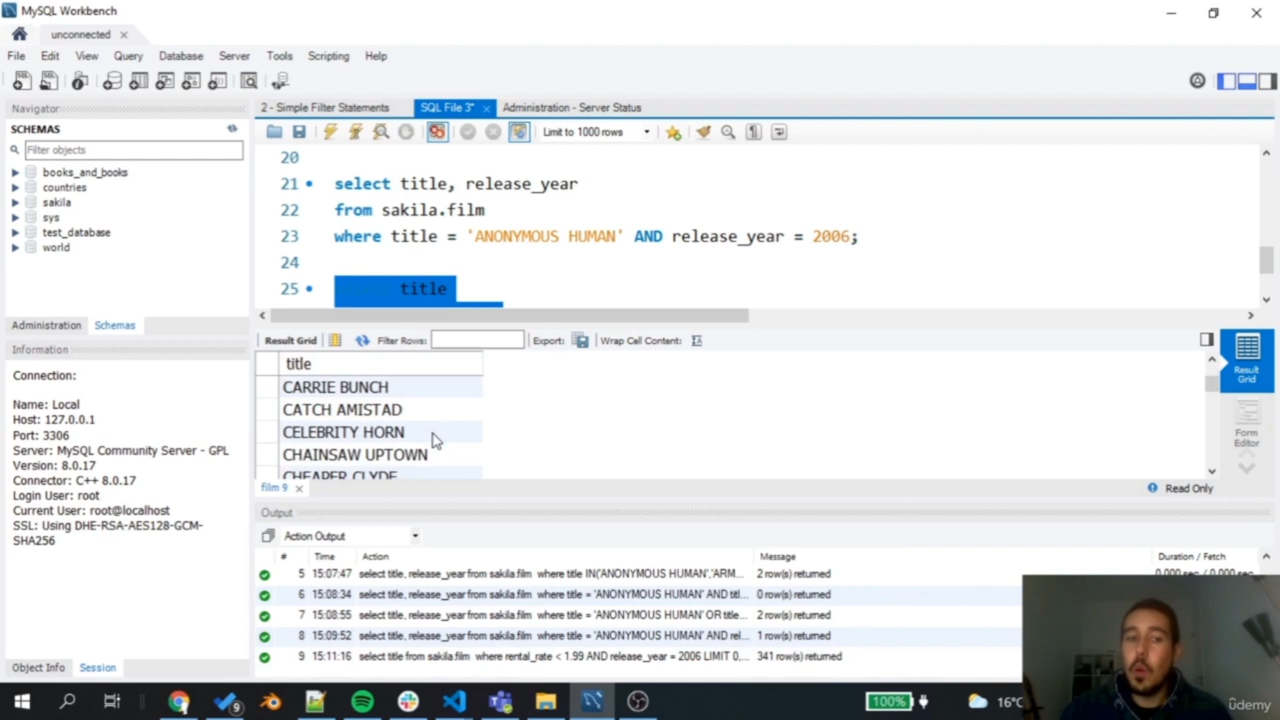 MySQL Workbench
unconnected
File Edit View Query Database Server Tools Scripting Help
Navigator
SCHEMAS
Filter objects
books_and_books
countries
sakila
sys
test_database
world
Administration Schemas
Information
Connection:
Name: Local
Host: 127.0.0.1
Port: 3306
Server: MySQL Community Server - GPL
Version: 8.0.17
Connector: C++ 8.0.17
Login User: root
Current User: root@localhost
SSL: Using DHE-RSA-AES128-GCM-
SHA256
Object Info Session
2 - Simple Filter Statements SQL File 3* Administration - Server Status
Limit to 1000 rows
20
21 select title, release_year
22 from sakila.film
23 where title = 'ANONYMOUS HUMAN' AND release_year = 2006;
24
25 title
Result Grid Filter Rows: Export: Wrap Cell Content:
title
CARRIE BUNCH
CATCH AMISTAD
CELEBRITY HORN
CHAINSAW UPTOWN
CHEAPER CLYDE
Result
Grid
Form
Editor
film 9 Read Only
Output
Action Output
# Time Action Message Duration / Fetch
5 15:07:47 select title, release_year from sakila.film where title IN('ANONYMOUS HUMAN','ARM... 2 row(s) returned 0.000 sec / 0.000 sec
6 15:08:34 select title, release_year from sakila.film where title = 'ANONYMOUS HUMAN' AND titl... 0 row(s) returned
7 15:08:55 select title, release_year from sakila.film where title = 'ANONYMOUS HUMAN' OR title... 2 row(s) returned
8 15:09:52 select title, release_year from sakila.film where title = 'ANONYMOUS HUMAN' AND rel... 1 row(s) returned
9 15:11:16 select title from sakila.film where rental_rate < 1.99 AND release_year = 2006 LIMIT 0,... 341 row(s) returned
9
100%
16°C
ûdemy